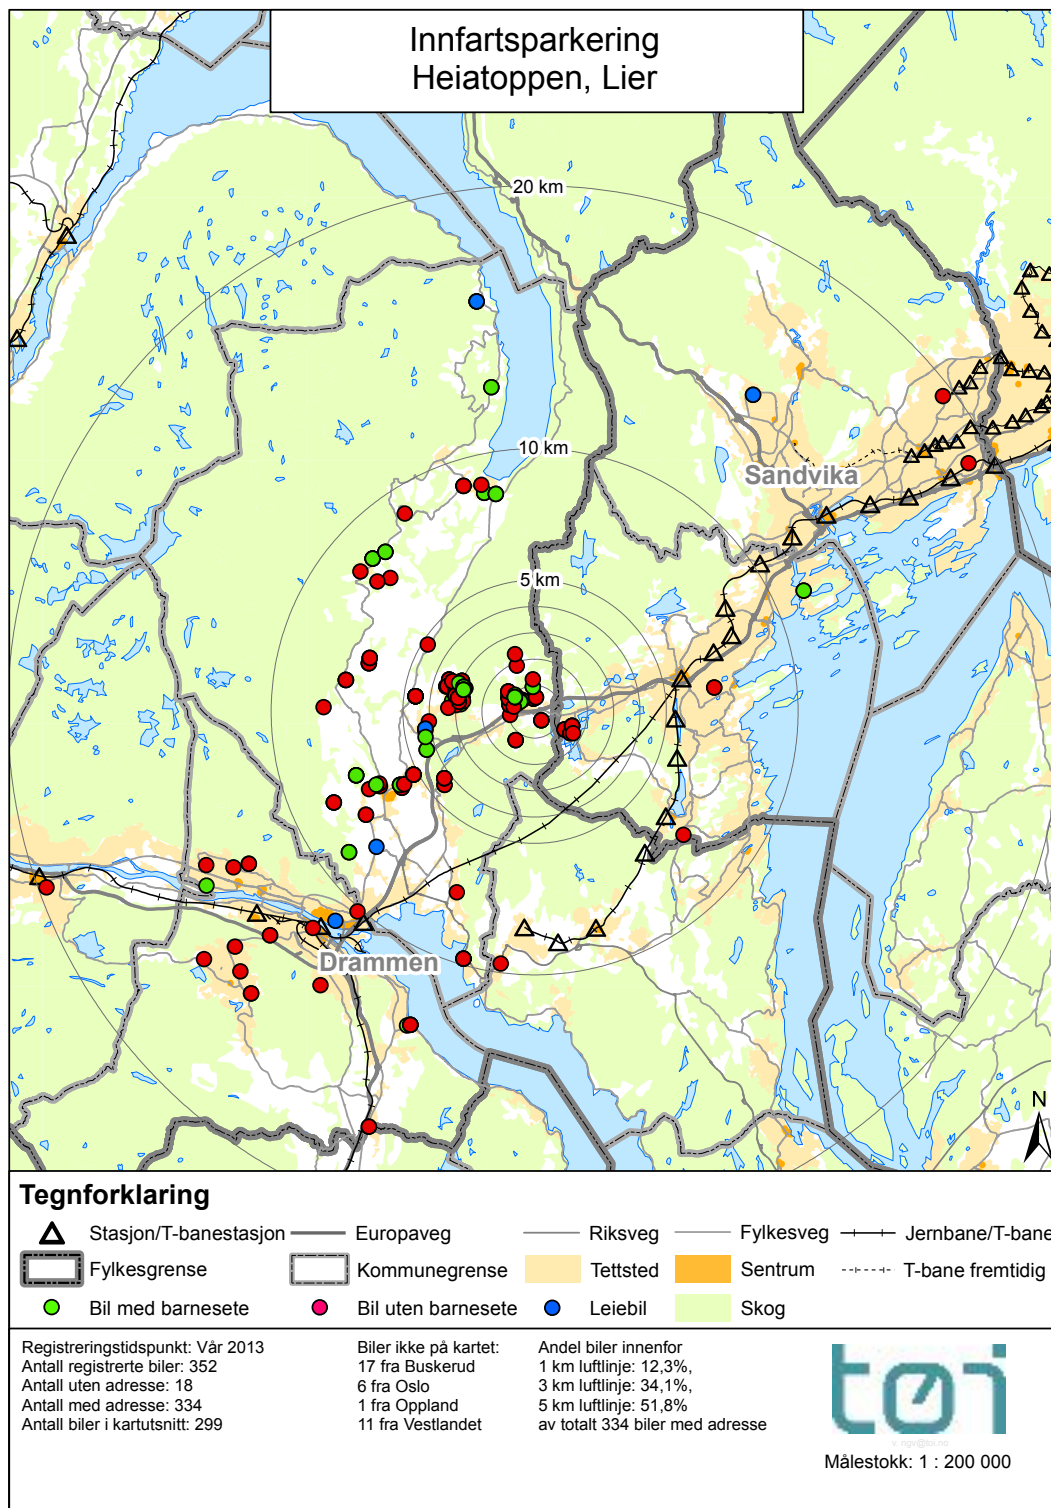 Innfartsparkering
Heiatoppen, Lier
20 km
10 km
Sandvika
5 km
Drammen
N
Tegnforklaring
Stasjon/T-banestasjon
Europaveg
Riksveg
Fylkesveg
Jernbane/T-bane
Fylkesgrense
Kommunegrense
Tettsted
Sentrum
T-bane fremtidig
Bil med barnesete
Bil uten barnesete
Leiebil
Skog
Registreringstidspunkt: Vår 2013
Antall registrerte biler: 352
Antall uten adresse: 18
Antall med adresse: 334
Antall biler i kartutsnitt: 299
Biler ikke på kartet:
17 fra Buskerud
6 fra Oslo
1 fra Oppland
11 fra Vestlandet
Andel biler innenfor
1 km luftlinje: 12,3%,
3 km luftlinje: 34,1%,
5 km luftlinje: 51,8%
av totalt 334 biler med adresse
tøi
Målestokk: 1 : 200 000